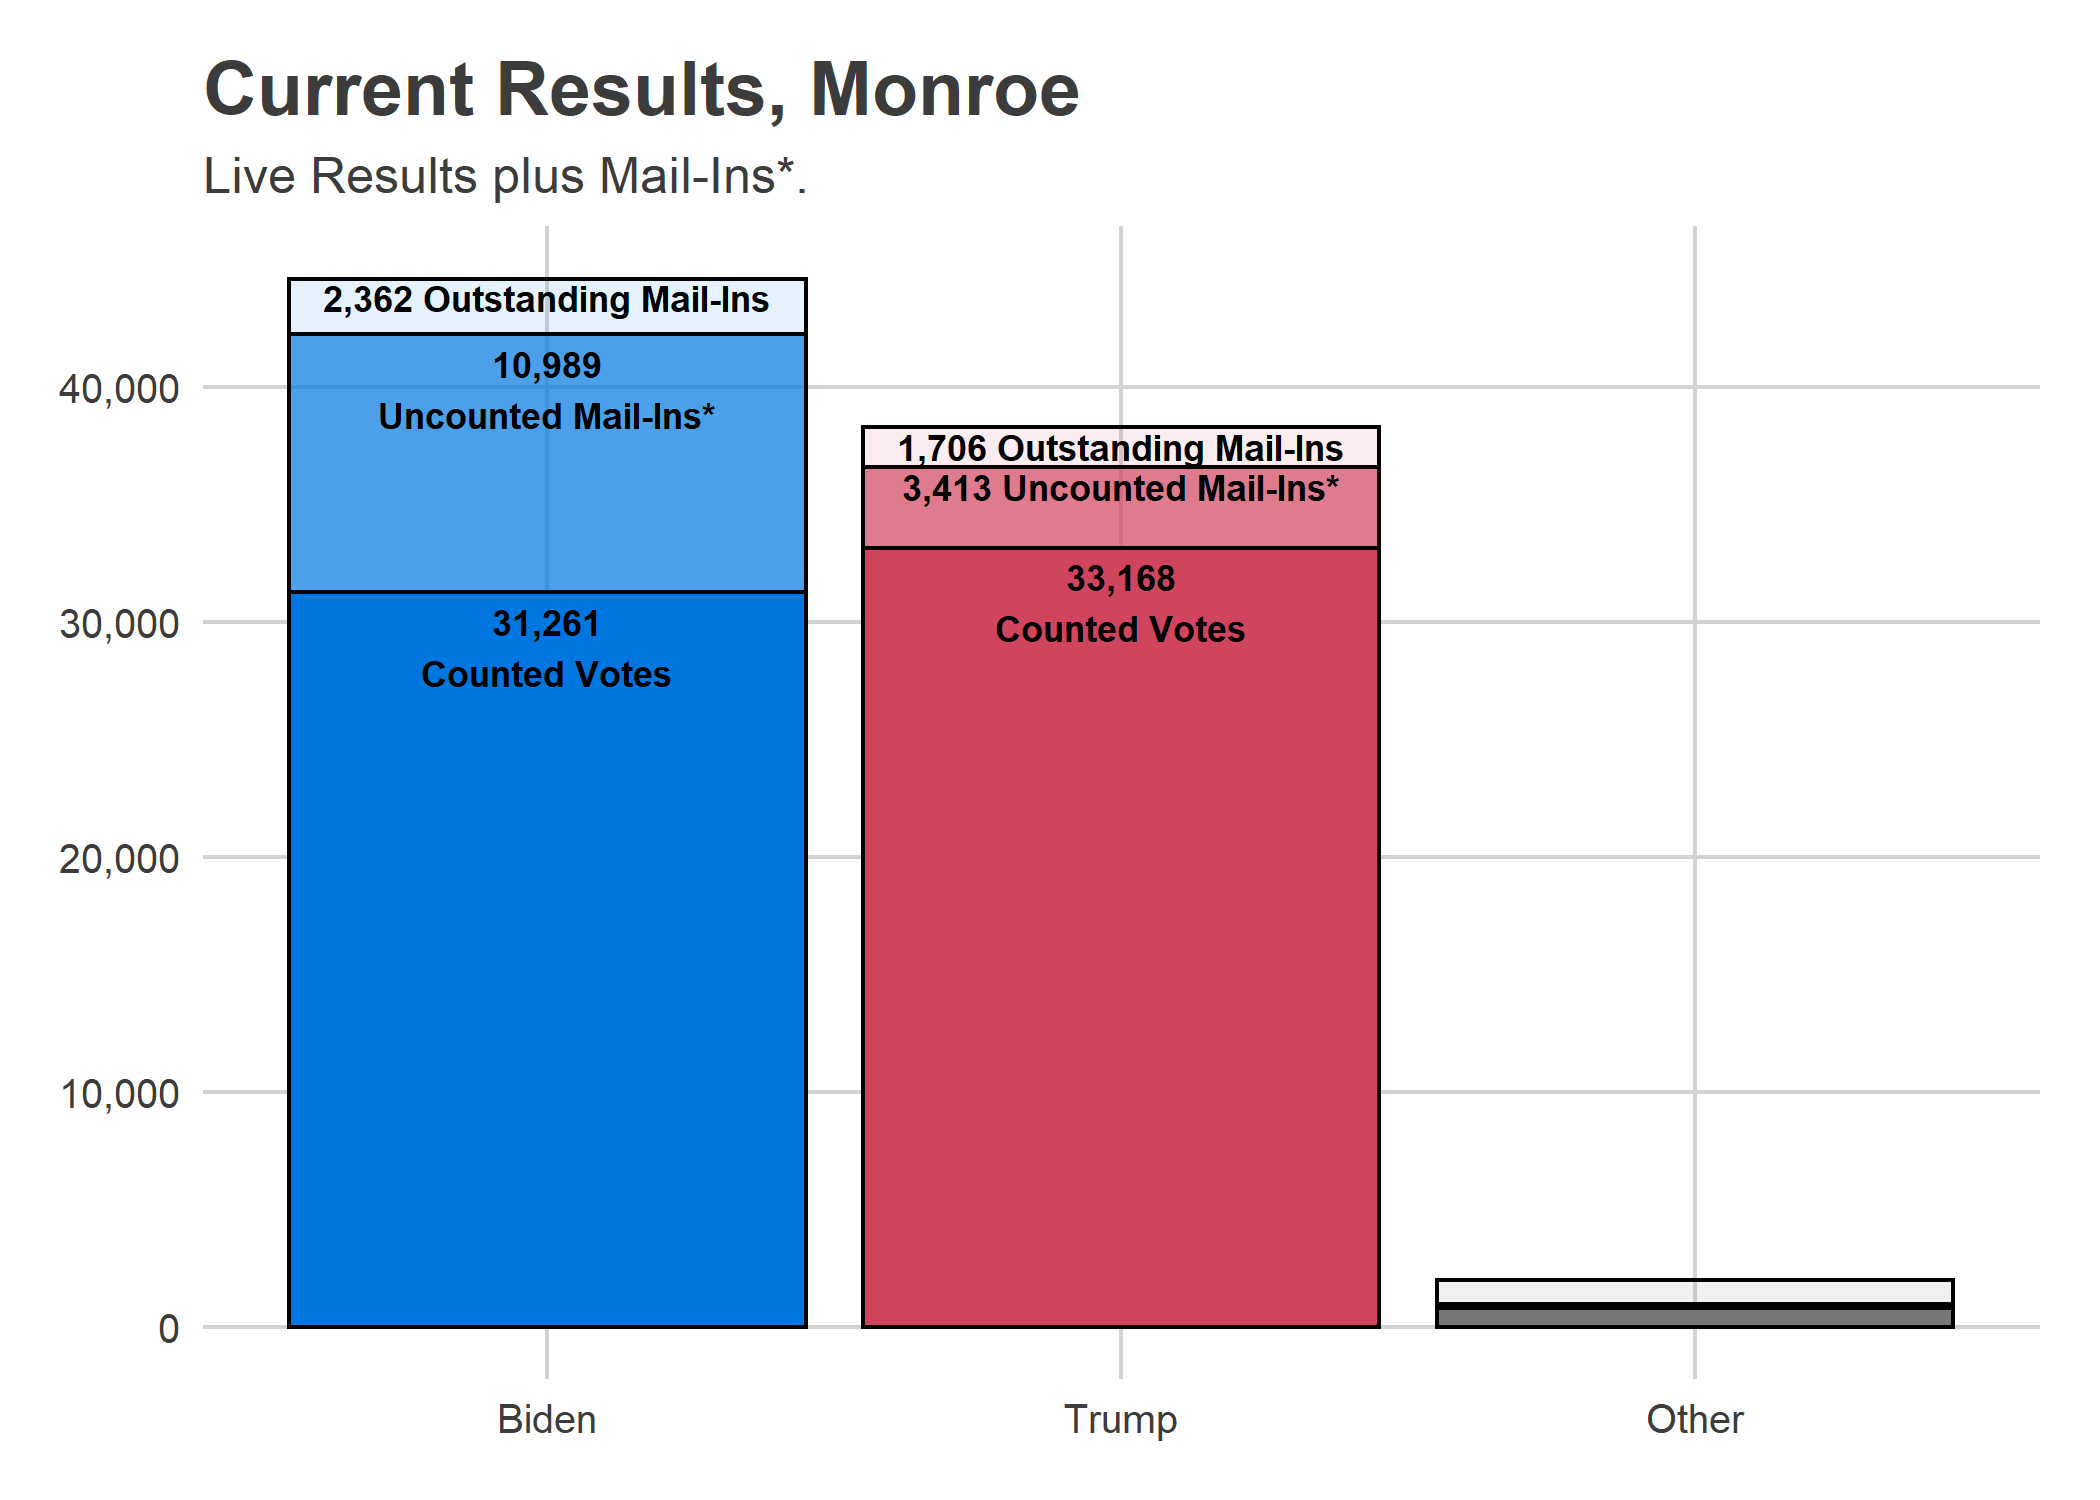 Current Results, Monroe
Live Results plus Mail-Ins*.
2,362 Outstanding Mail-Ins
10,989
Uncounted Mail-Ins*
31,261
Counted Votes
1,706 Outstanding Mail-Ins
3,413 Uncounted Mail-Ins*
33,168
Counted Votes
40,000
30,000
20,000
10,000
0
Biden
Trump
Other